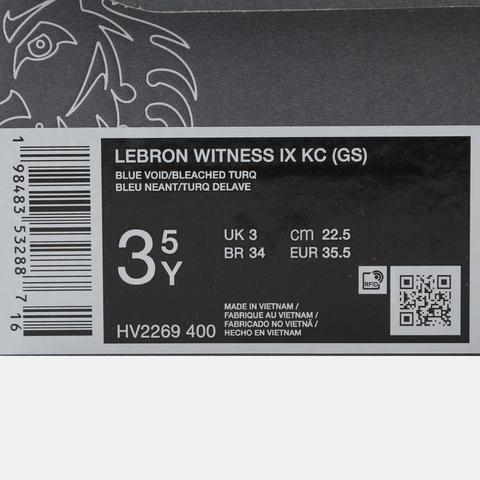 LEBRON WITNESS IX KC (GS)
BLUE VOID/BLEACHED TURQ
BLEU NEANT/TURQ DELAVE
3 5 Y
UK 3 cm 22.5
BR 34 EUR 35.5
RFID
HV2269 400
MADE IN VIETNAM /
FABRIQUE AU VIETNAM /
FABRICADO NO VIETNÃ /
HECHO EN VIETNAM
1 98483 53288 7 16